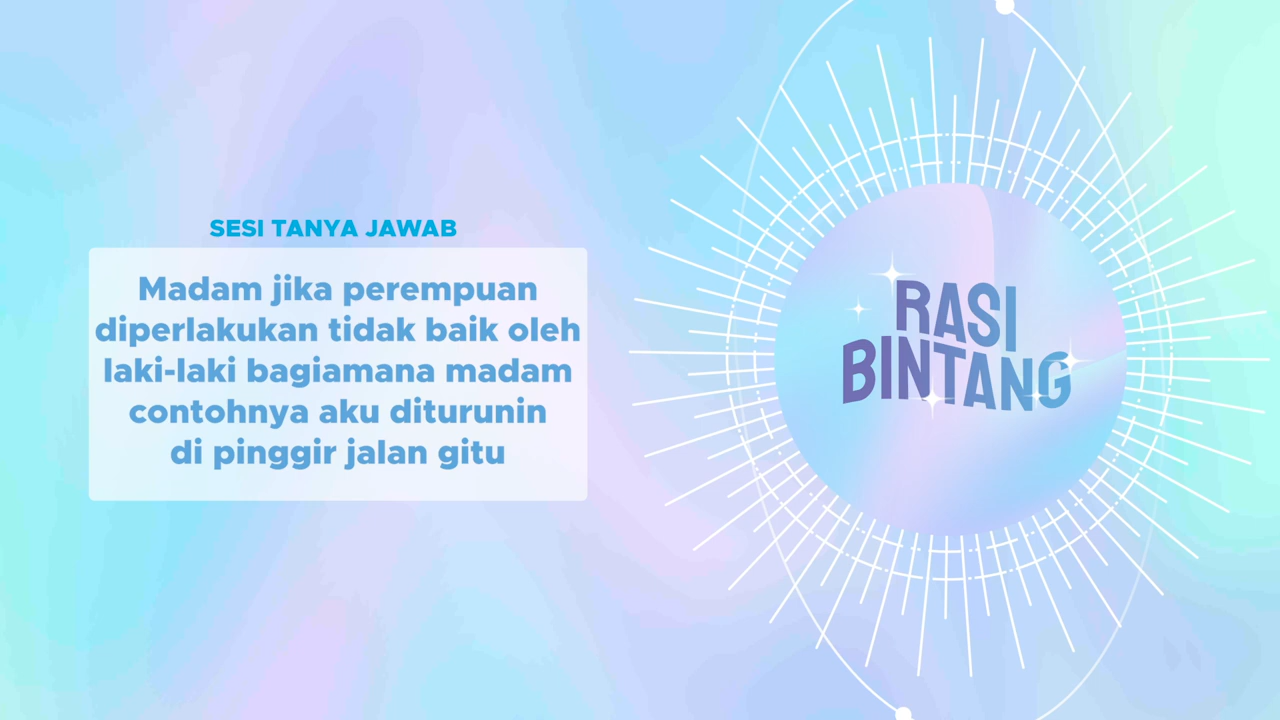 SESI TANYA JAWAB
Madam jika perempuan
diperlakukan tidak baik oleh
laki-laki bagiamana madam
contohnya aku diturunin
di pinggir jalan gitu
RASI
BINTANG